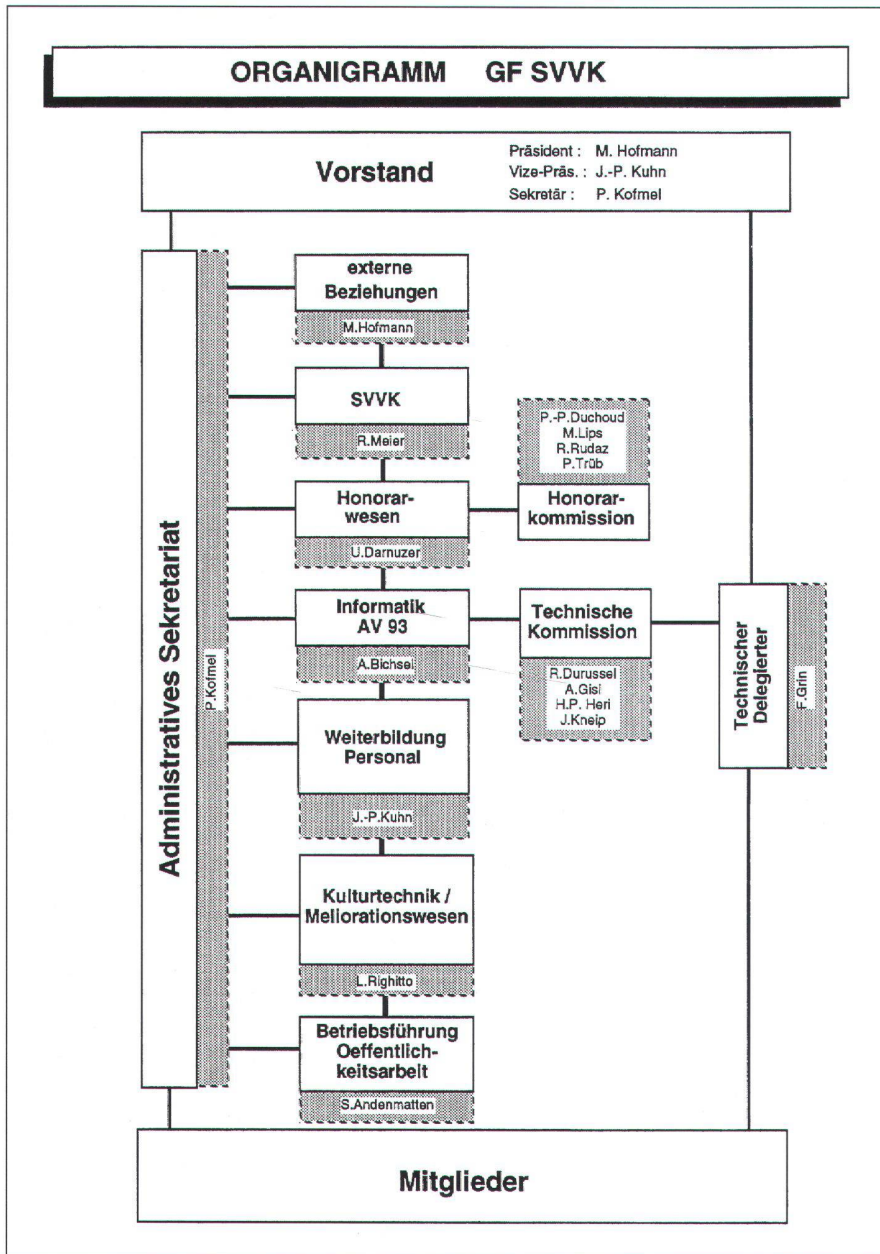 ORGANIGRAMM GF SVVK
Vorstand
Präsident : M. Hofmann
Vize-Präs. : J.-P. Kuhn
Sekretär : P. Kofmel
Administratives Sekretariat
P.Kofmel
externe
Beziehungen
M.Hofmann
SVVK
R.Meier
Honorar-
wesen
U.Darnuzer
P.-P.Duchoud
M.Lips
R.Rudaz
P.Trüb
Honorar-
kommission
Informatik
AV 93
A.Bichsel
Technische
Kommission
R.Durussel
A.Gisi
H.P. Heri
J.Kneip
Technischer
Delegierter
F.Grin
Weiterbildung
Personal
J.-P.Kuhn
Kulturtechnik /
Meliorationswesen
L.Righitto
Betriebsführung
Oeffentlich-
keitsarbeit
S.Andenmatten
Mitglieder